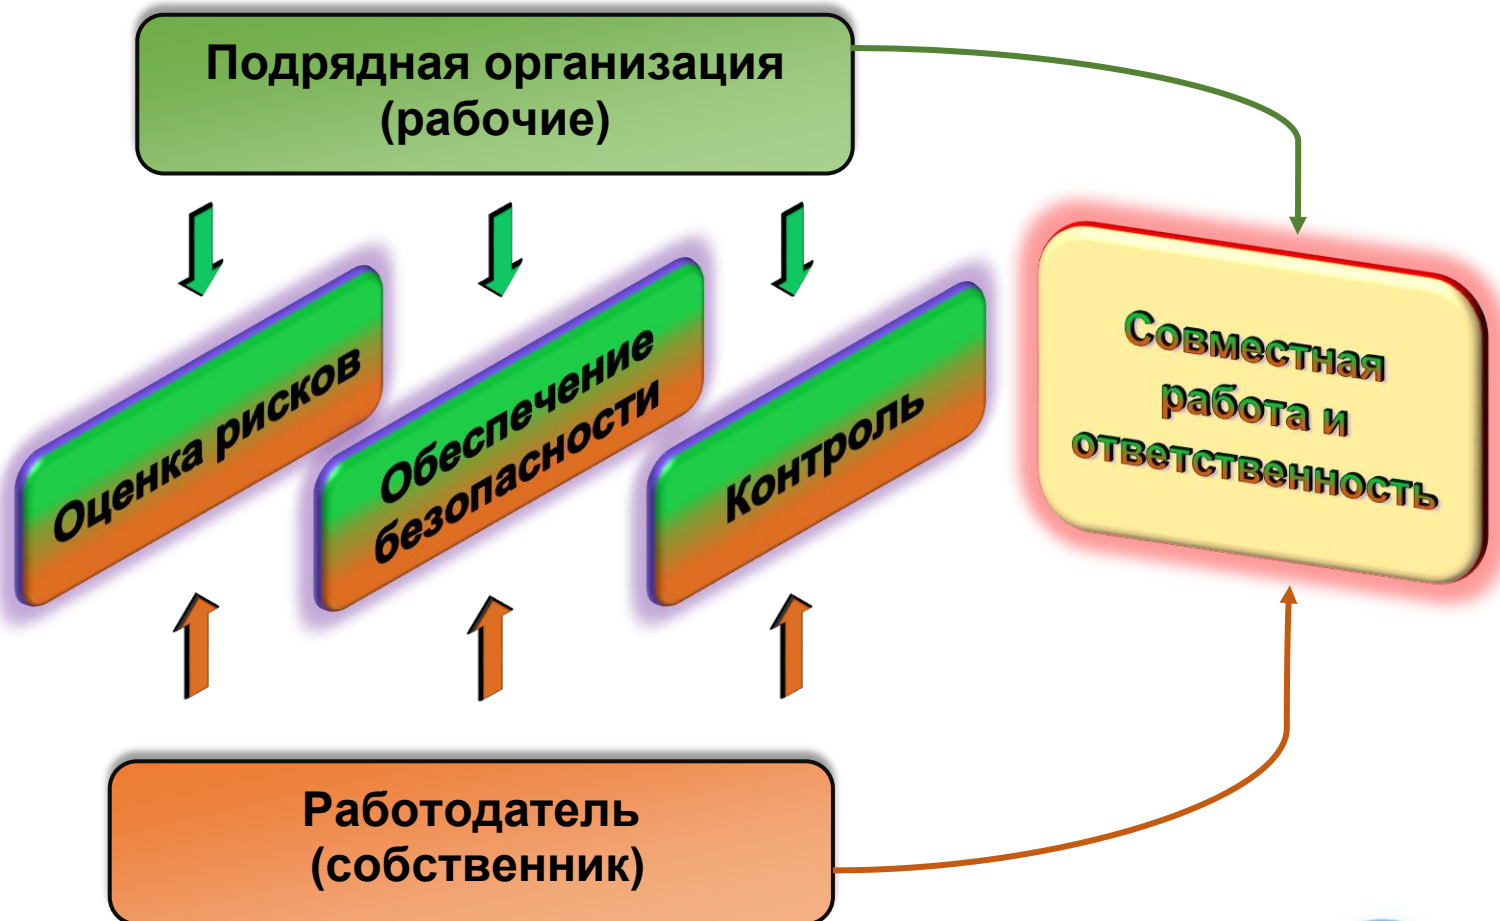 Подрядная организация
(рабочие)
Оценка рисков
Обеспечение
безопасности
Контроль
Совместная
работа и
ответственность
Работодатель
(собственник)